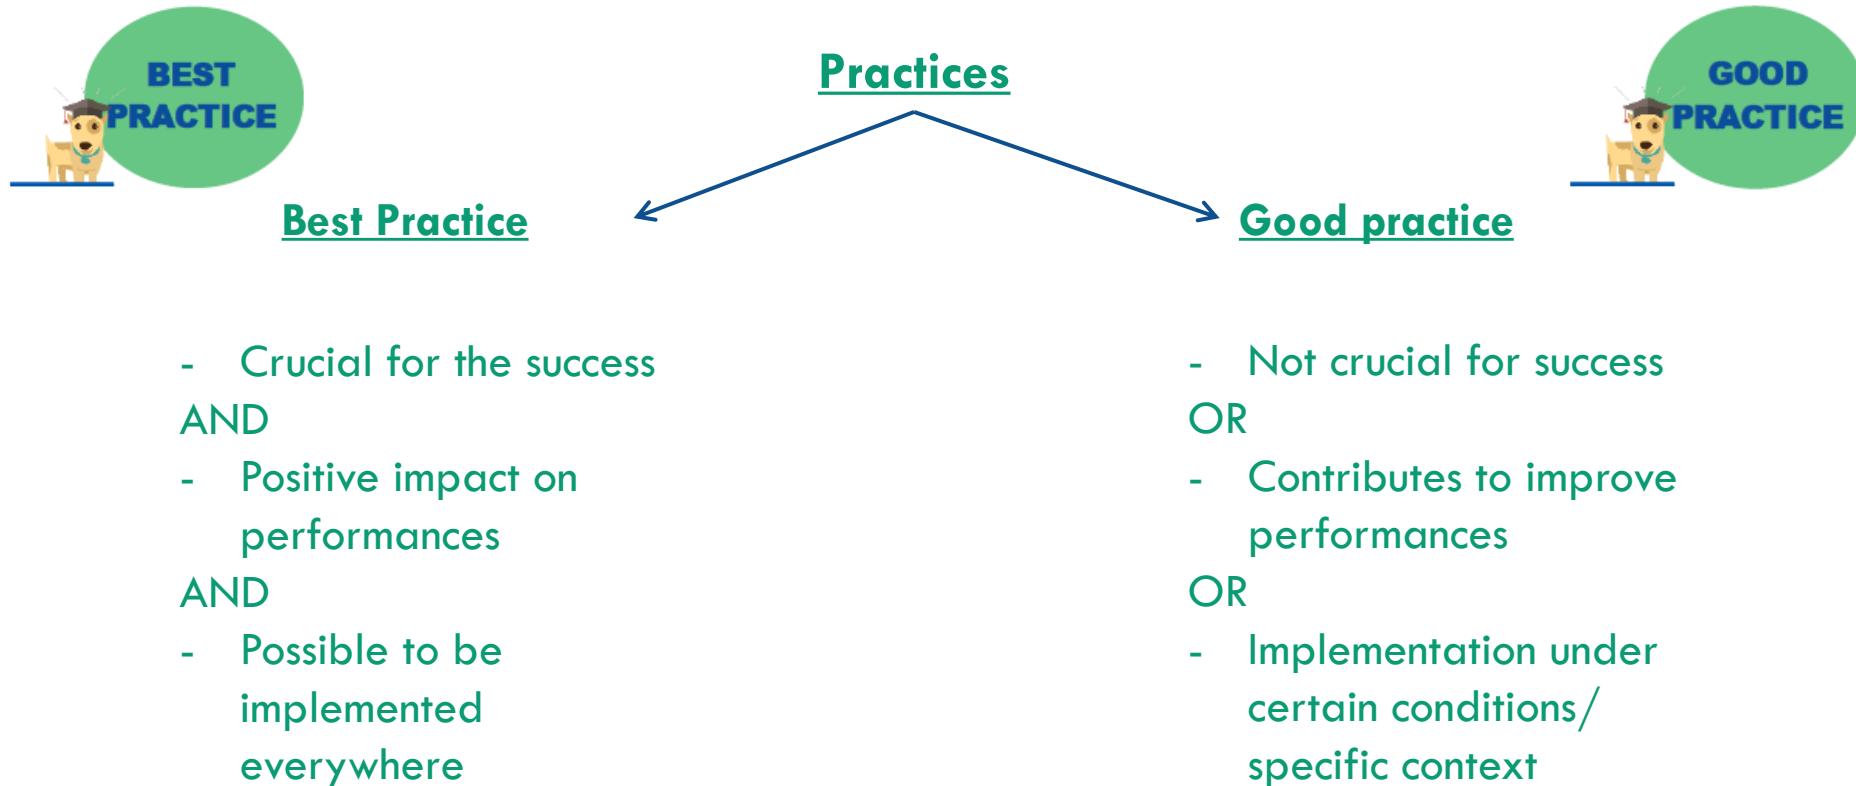 BEST
PRACTICE
Practices
GOOD
PRACTICE
Best Practice
- Crucial for the success
AND
- Positive impact on
performances
AND
- Possible to be
implemented
everywhere
Good practice
- Not crucial for success
OR
- Contributes to improve
performances
OR
- Implementation under
certain conditions/
specific context